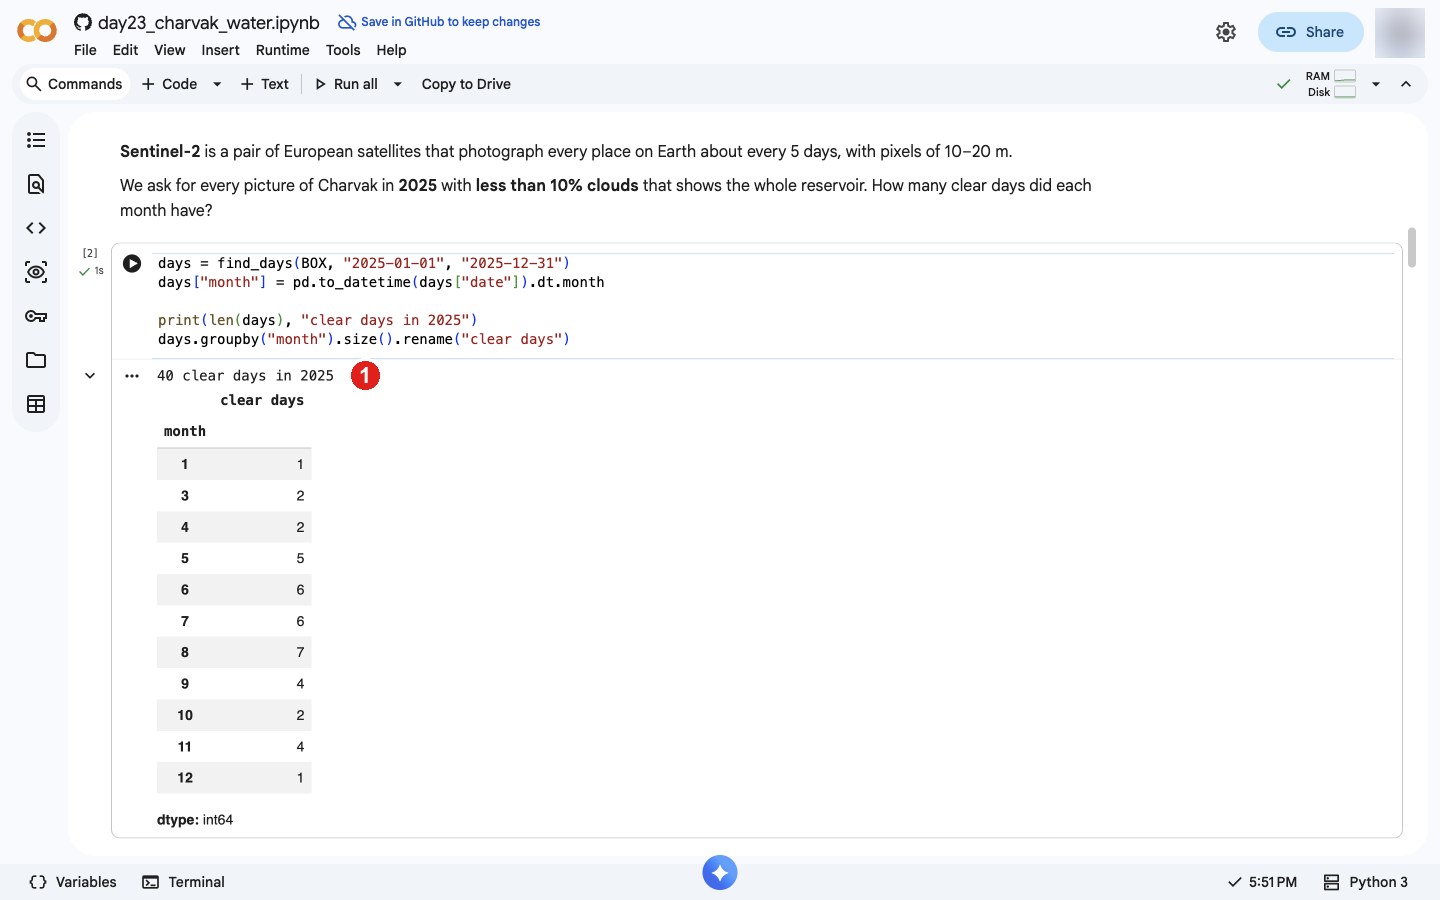 day23_charvak_water.ipynb
Save in GitHub to keep changes
File Edit View Insert Runtime Tools Help
Share
Commands + Code + Text Run all Copy to Drive
RAM
Disk
Sentinel-2 is a pair of European satellites that photograph every place on Earth about every 5 days, with pixels of 10–20 m.
We ask for every picture of Charvak in 2025 with less than 10% clouds that shows the whole reservoir. How many clear days did each
month have?
[2]
1s
days = find_days(BOX, "2025-01-01", "2025-12-31")
days["month"] = pd.to_datetime(days["date"]).dt.month
print(len(days), "clear days in 2025")
days.groupby("month").size().rename("clear days")
40 clear days in 2025
1
clear days
month
1 1
3 2
4 2
5 5
6 6
7 6
8 7
9 4
10 2
11 4
12 1
dtype: int64
Variables Terminal
5:51 PM Python 3